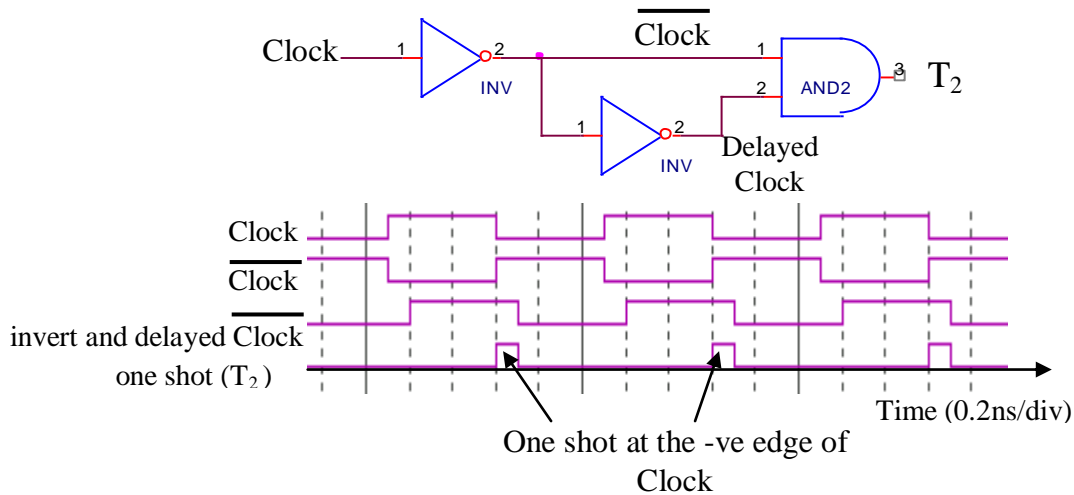 Clock
1
2
INV
Clock
1
2
INV
Delayed
Clock
1
2
AND2
3
T2
Clock
Clock
invert and delayed Clock
one shot (T2)
Time (0.2ns/div)
One shot at the -ve edge of
Clock